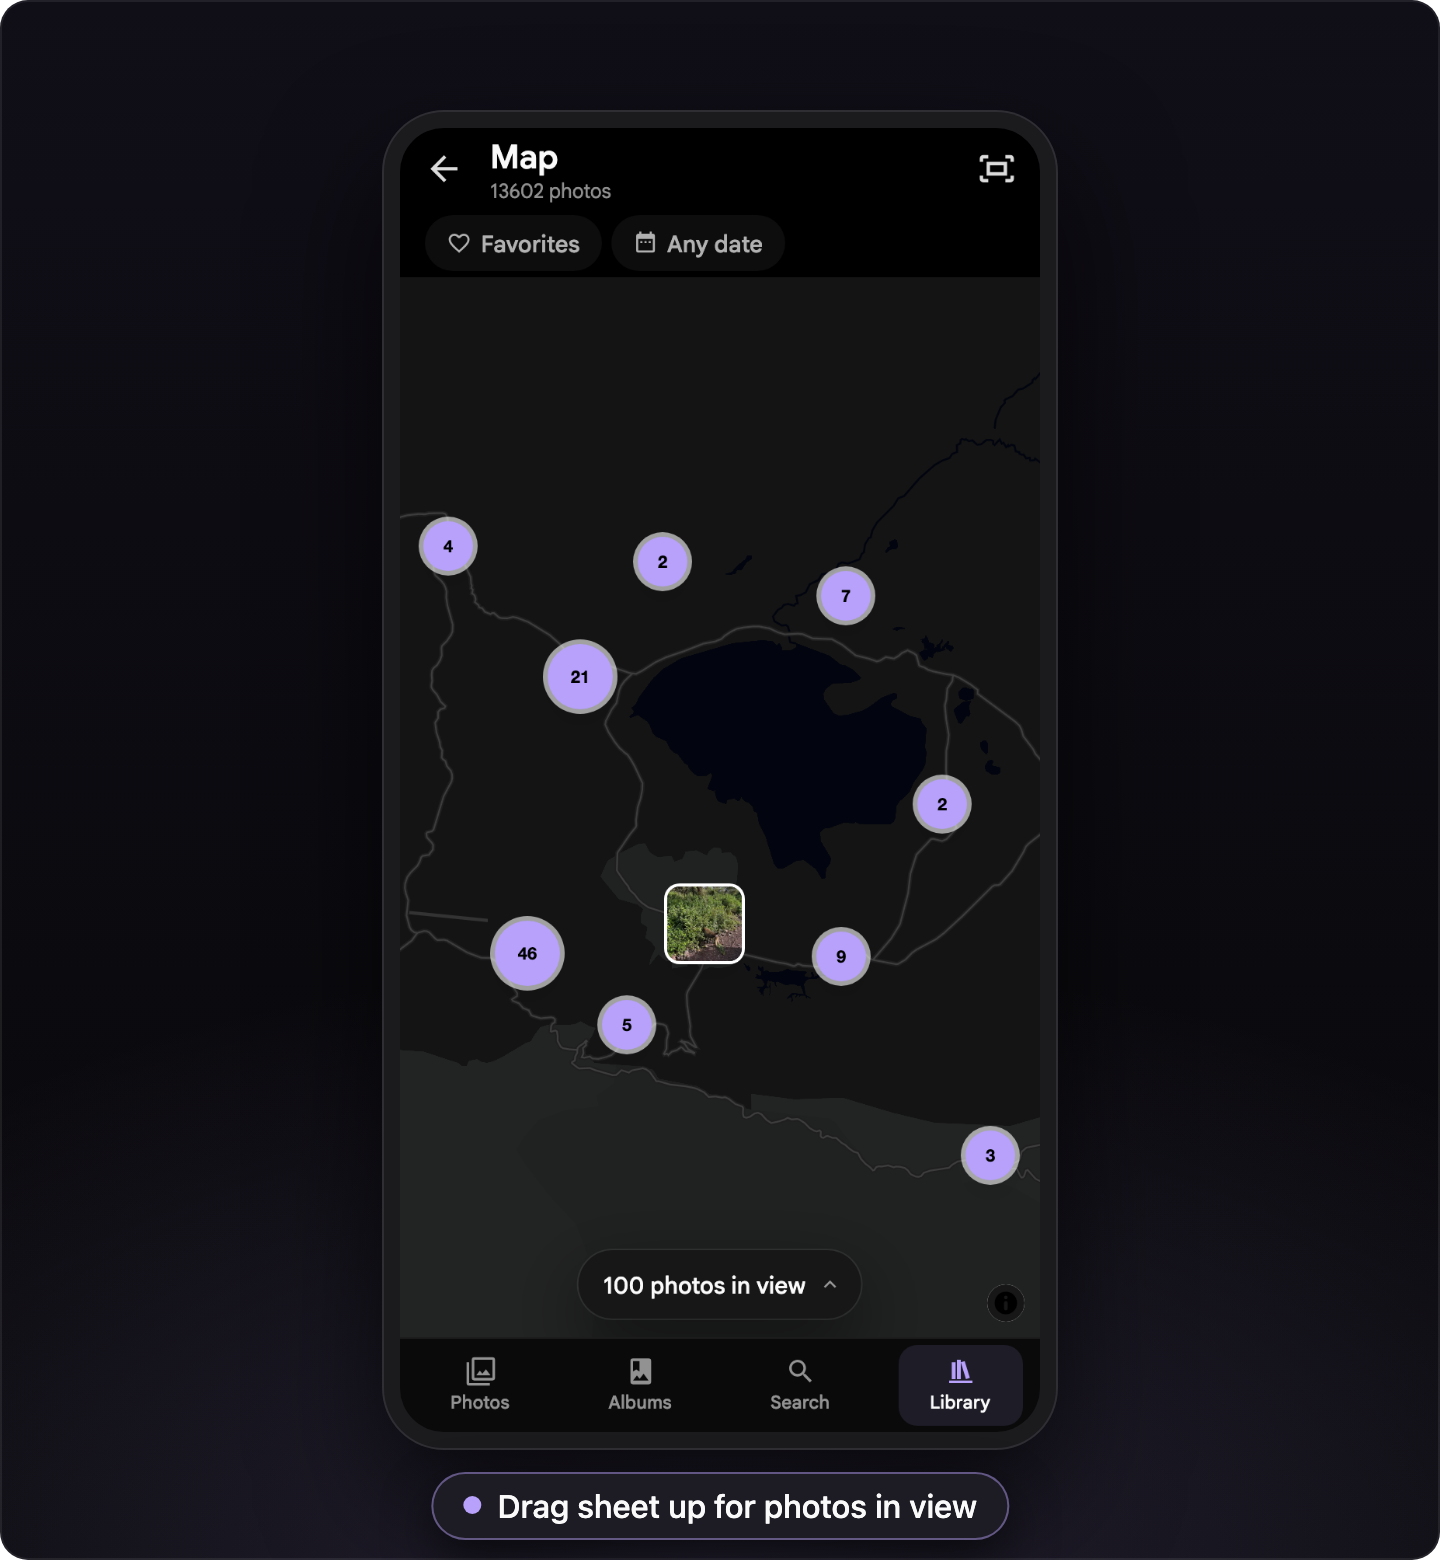 Map
13602 photos
Favorites
Any date
4
2
7
21
2
46
9
5
3
100 photos in view
Photos
Albums
Search
Library
Drag sheet up for photos in view